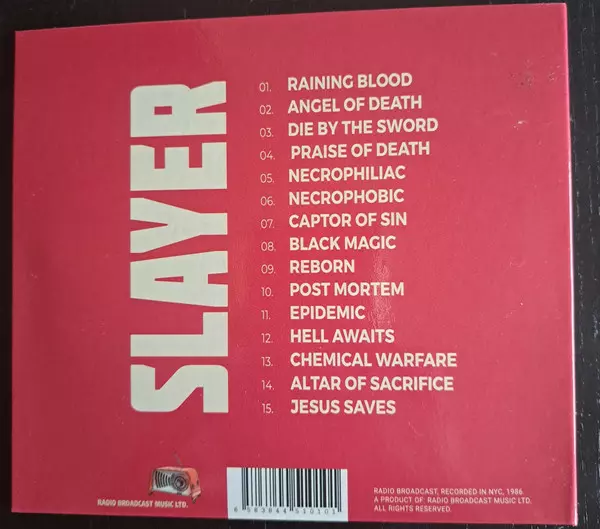 SLAYER
01. RAINING BLOOD
02. ANGEL OF DEATH
03. DIE BY THE SWORD
04. PRAISE OF DEATH
05. NECROPHILIAC
06. NECROPHOBIC
07. CAPTOR OF SIN
08. BLACK MAGIC
09. REBORN
10. POST MORTEM
11. EPIDEMIC
12. HELL AWAITS
13. CHEMICAL WARFARE
14. ALTAR OF SACRIFICE
15. JESUS SAVES
RADIO BROADCAST MUSIC LTD.
6 583844 510101
RADIO BROADCAST, RECORDED IN NYC, 1986
A PRODUCT OF: RADIO BROADCAST MUSIC LTD.
ALL RIGHTS RESERVED.